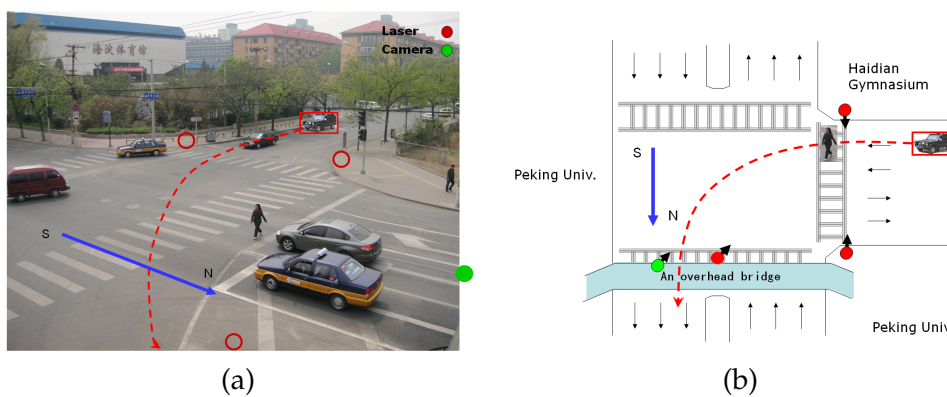 Laser
Camera
海淀体育馆
S
N
(a)
Haidian
Gymnasium
Peking Univ.
S
N
An overhead bridge
Peking Univ
(b)